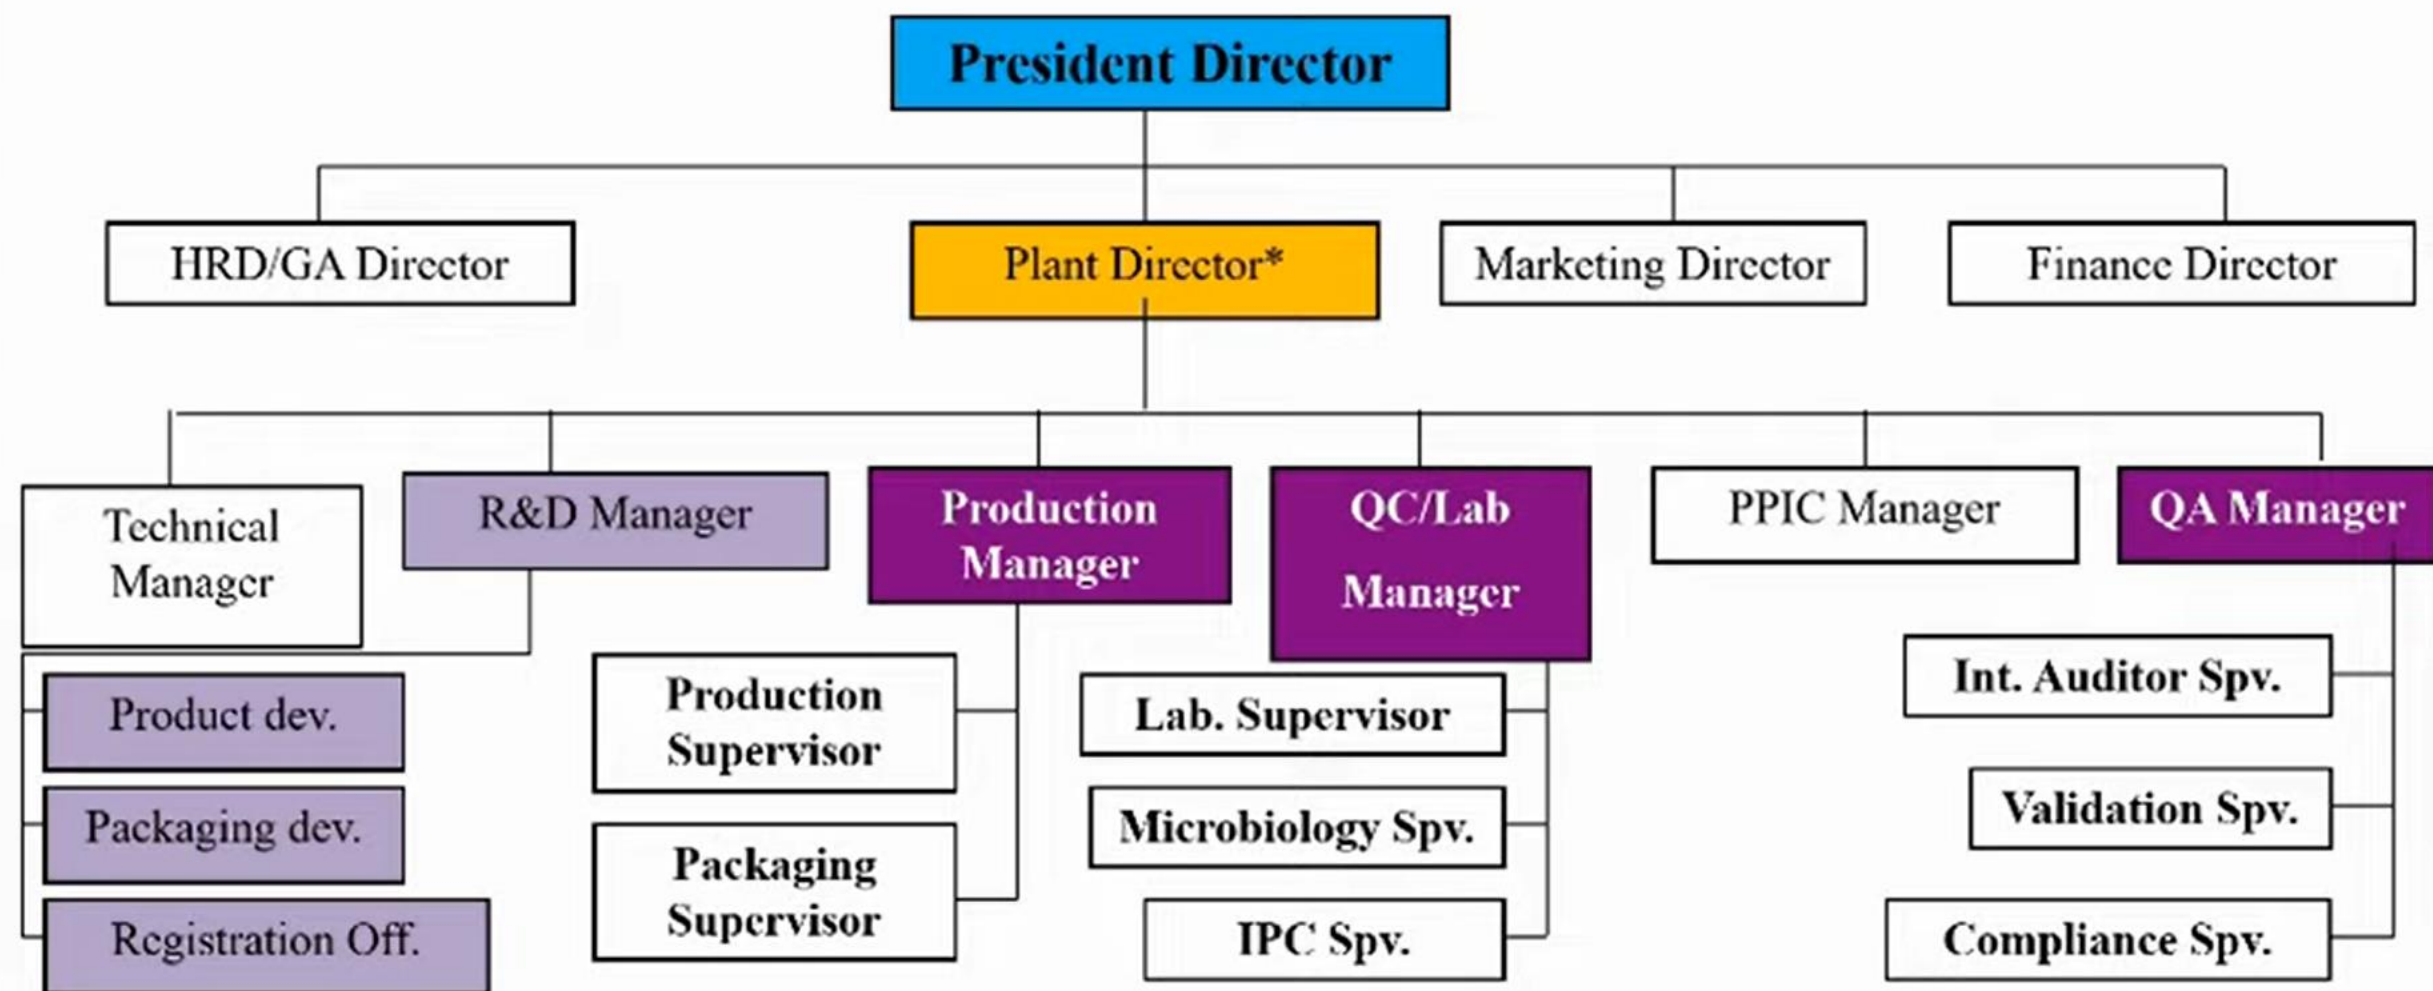 President Director
HRD/GA Director
Plant Director*
Marketing Director
Finance Director
Technical
Manager
R&D Manager
Production
Manager
QC/Lab
Manager
PPIC Manager
QA Manager
Product dev.
Packaging dev.
Registration Off.
Production
Supervisor
Packaging
Supervisor
Lab. Supervisor
Microbiology Spv.
IPC Spv.
Int. Auditor Spv.
Validation Spv.
Compliance Spv.